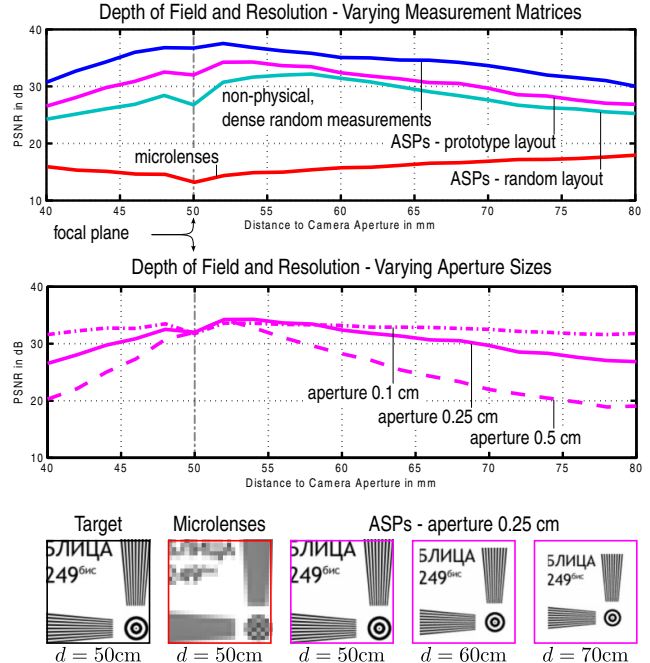 Depth of Field and Resolution - Varying Measurement Matrices
40
30
20
10
PSNR in dB
non-physical,
dense random measurements
ASPs - prototype layout
microlenses
ASPs - random layout
40 45 50 55 60 65 70 75 80
focal plane
Distance to Camera Aperture in mm
Depth of Field and Resolution - Varying Aperture Sizes
40
30
20
10
PSNR in dB
aperture 0.1 cm
aperture 0.25 cm
aperture 0.5 cm
40 45 50 55 60 65 70 75 80
Distance to Camera Aperture in mm
Target Microlenses ASPs - aperture 0.25 cm
БЛИЦА
249бис
БЛИЦА
249бис
БЛИЦА
249бис
БЛИЦА
249бис
d = 50cm d = 50cm d = 50cm d = 60cm d = 70cm